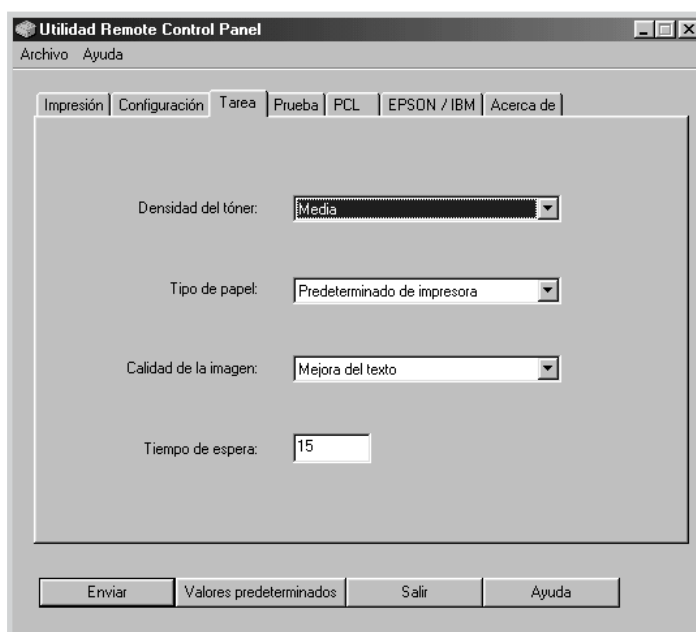 Utilidad Remote Control Panel
Archivo Ayuda
Impresión Configuración Tarea Prueba PCL EPSON / IBM Acerca de
Densidad del tóner: Media
Tipo de papel: Predeterminado de impresora
Calidad de la imagen: Mejora del texto
Tiempo de espera: 15
Enviar Valores predeterminados Salir Ayuda